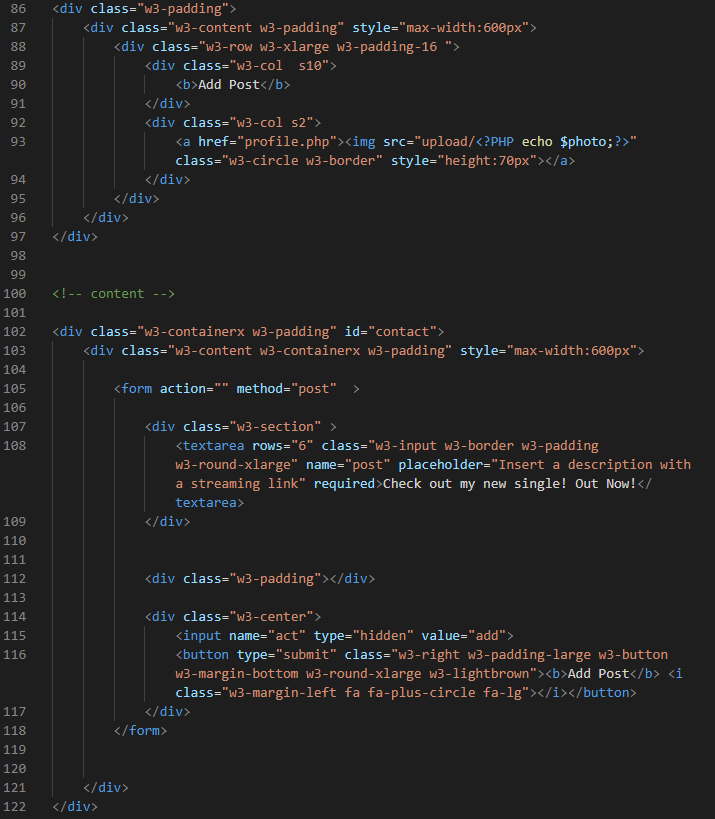 86 <div class="w3-padding">
87     <div class="w3-content w3-padding" style="max-width:600px">
88         <div class="w3-row w3-xlarge w3-padding-16 ">
89             <div class="w3-col  s10">
90                 <b>Add Post</b>
91             </div>
92             <div class="w3-col s2">
93                 <a href="profile.php"><img src="upload/<?PHP echo $photo;?>"
                class="w3-circle w3-border" style="height:70px"></a>
94             </div>
95         </div>
96     </div>
97 </div>
98
99
100 <!-- content -->
101
102 <div class="w3-containerx w3-padding" id="contact">
103     <div class="w3-content w3-containerx w3-padding" style="max-width:600px">
104
105         <form action="" method="post"  >
106
107             <div class="w3-section" >
108                 <textarea rows="6" class="w3-input w3-border w3-padding
                w3-round-xlarge" name="post" placeholder="Insert a description with
                a streaming link" required>Check out my new single! Out Now!</
                textarea>
109             </div>
110
111
112             <div class="w3-padding"></div>
113
114             <div class="w3-center">
115                 <input name="act" type="hidden" value="add">
116                 <button type="submit" class="w3-right w3-padding-large w3-button
                w3-margin-bottom w3-round-xlarge w3-lightbrown"><b>Add Post</b> <i
                class="w3-margin-left fa fa-plus-circle fa-lg"></i></button>
117             </div>
118         </form>
119
120
121     </div>
122 </div>